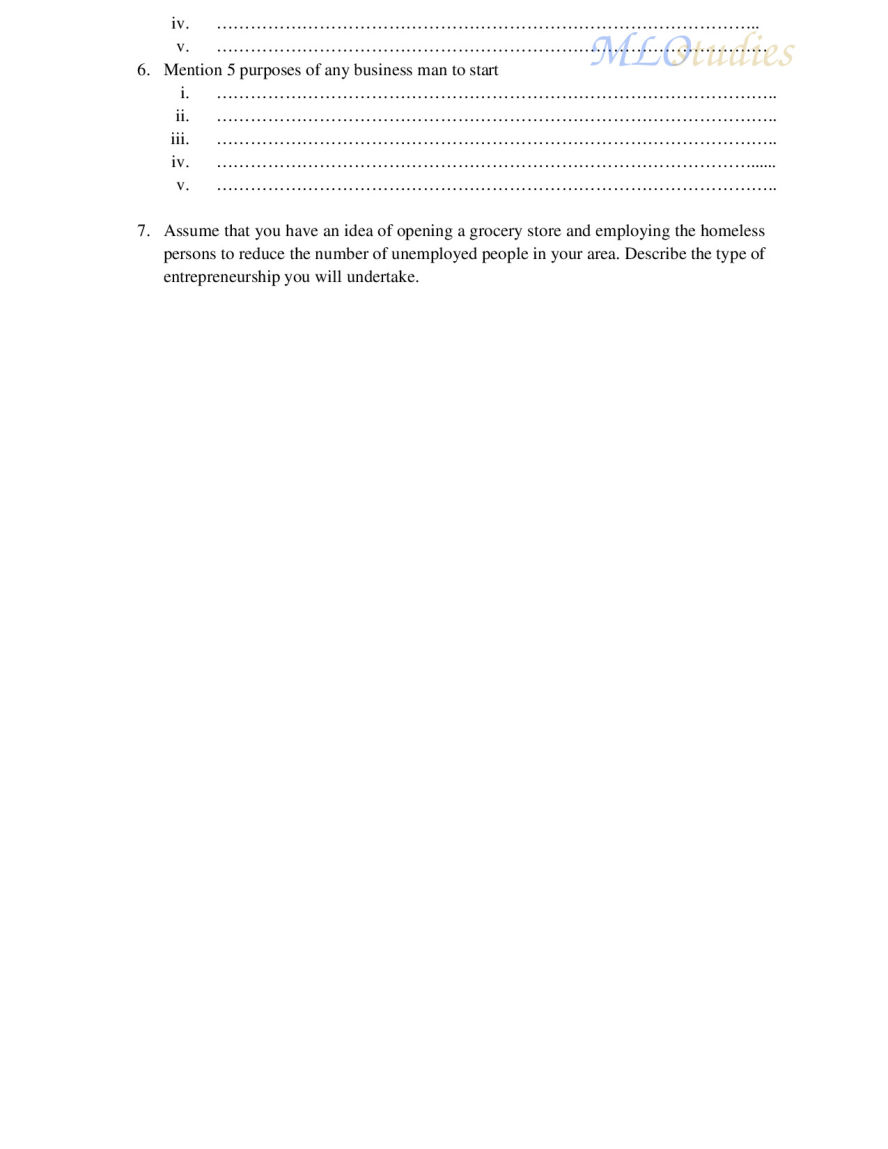 iv. ………………………………………………………………………………..
v. ………………………………………………………………………………….
MLStudies
6. Mention 5 purposes of any business man to start
i. …………………………………………………………………………………..
ii. …………………………………………………………………………………..
iii. …………………………………………………………………………………..
iv. ………………………………………………………………………………......
v. …………………………………………………………………………………..
7. Assume that you have an idea of opening a grocery store and employing the homeless
persons to reduce the number of unemployed people in your area. Describe the type of
entrepreneurship you will undertake.